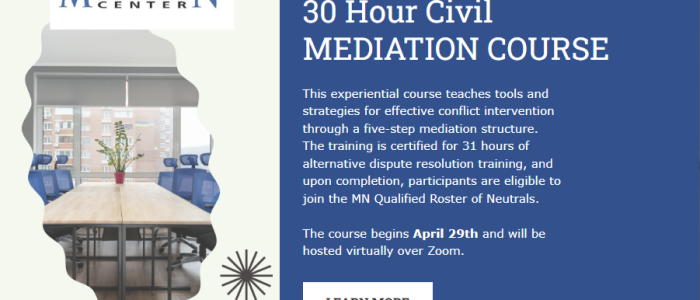 CENTER
30 Hour Civil
MEDIATION COURSE
This experiential course teaches tools and
strategies for effective conflict intervention
through a five-step mediation structure.
The training is certified for 31 hours of
alternative dispute resolution training, and
upon completion, participants are eligible to
join the MN Qualified Roster of Neutrals.
The course begins April 29th and will be
hosted virtually over Zoom.
LEARN MORE